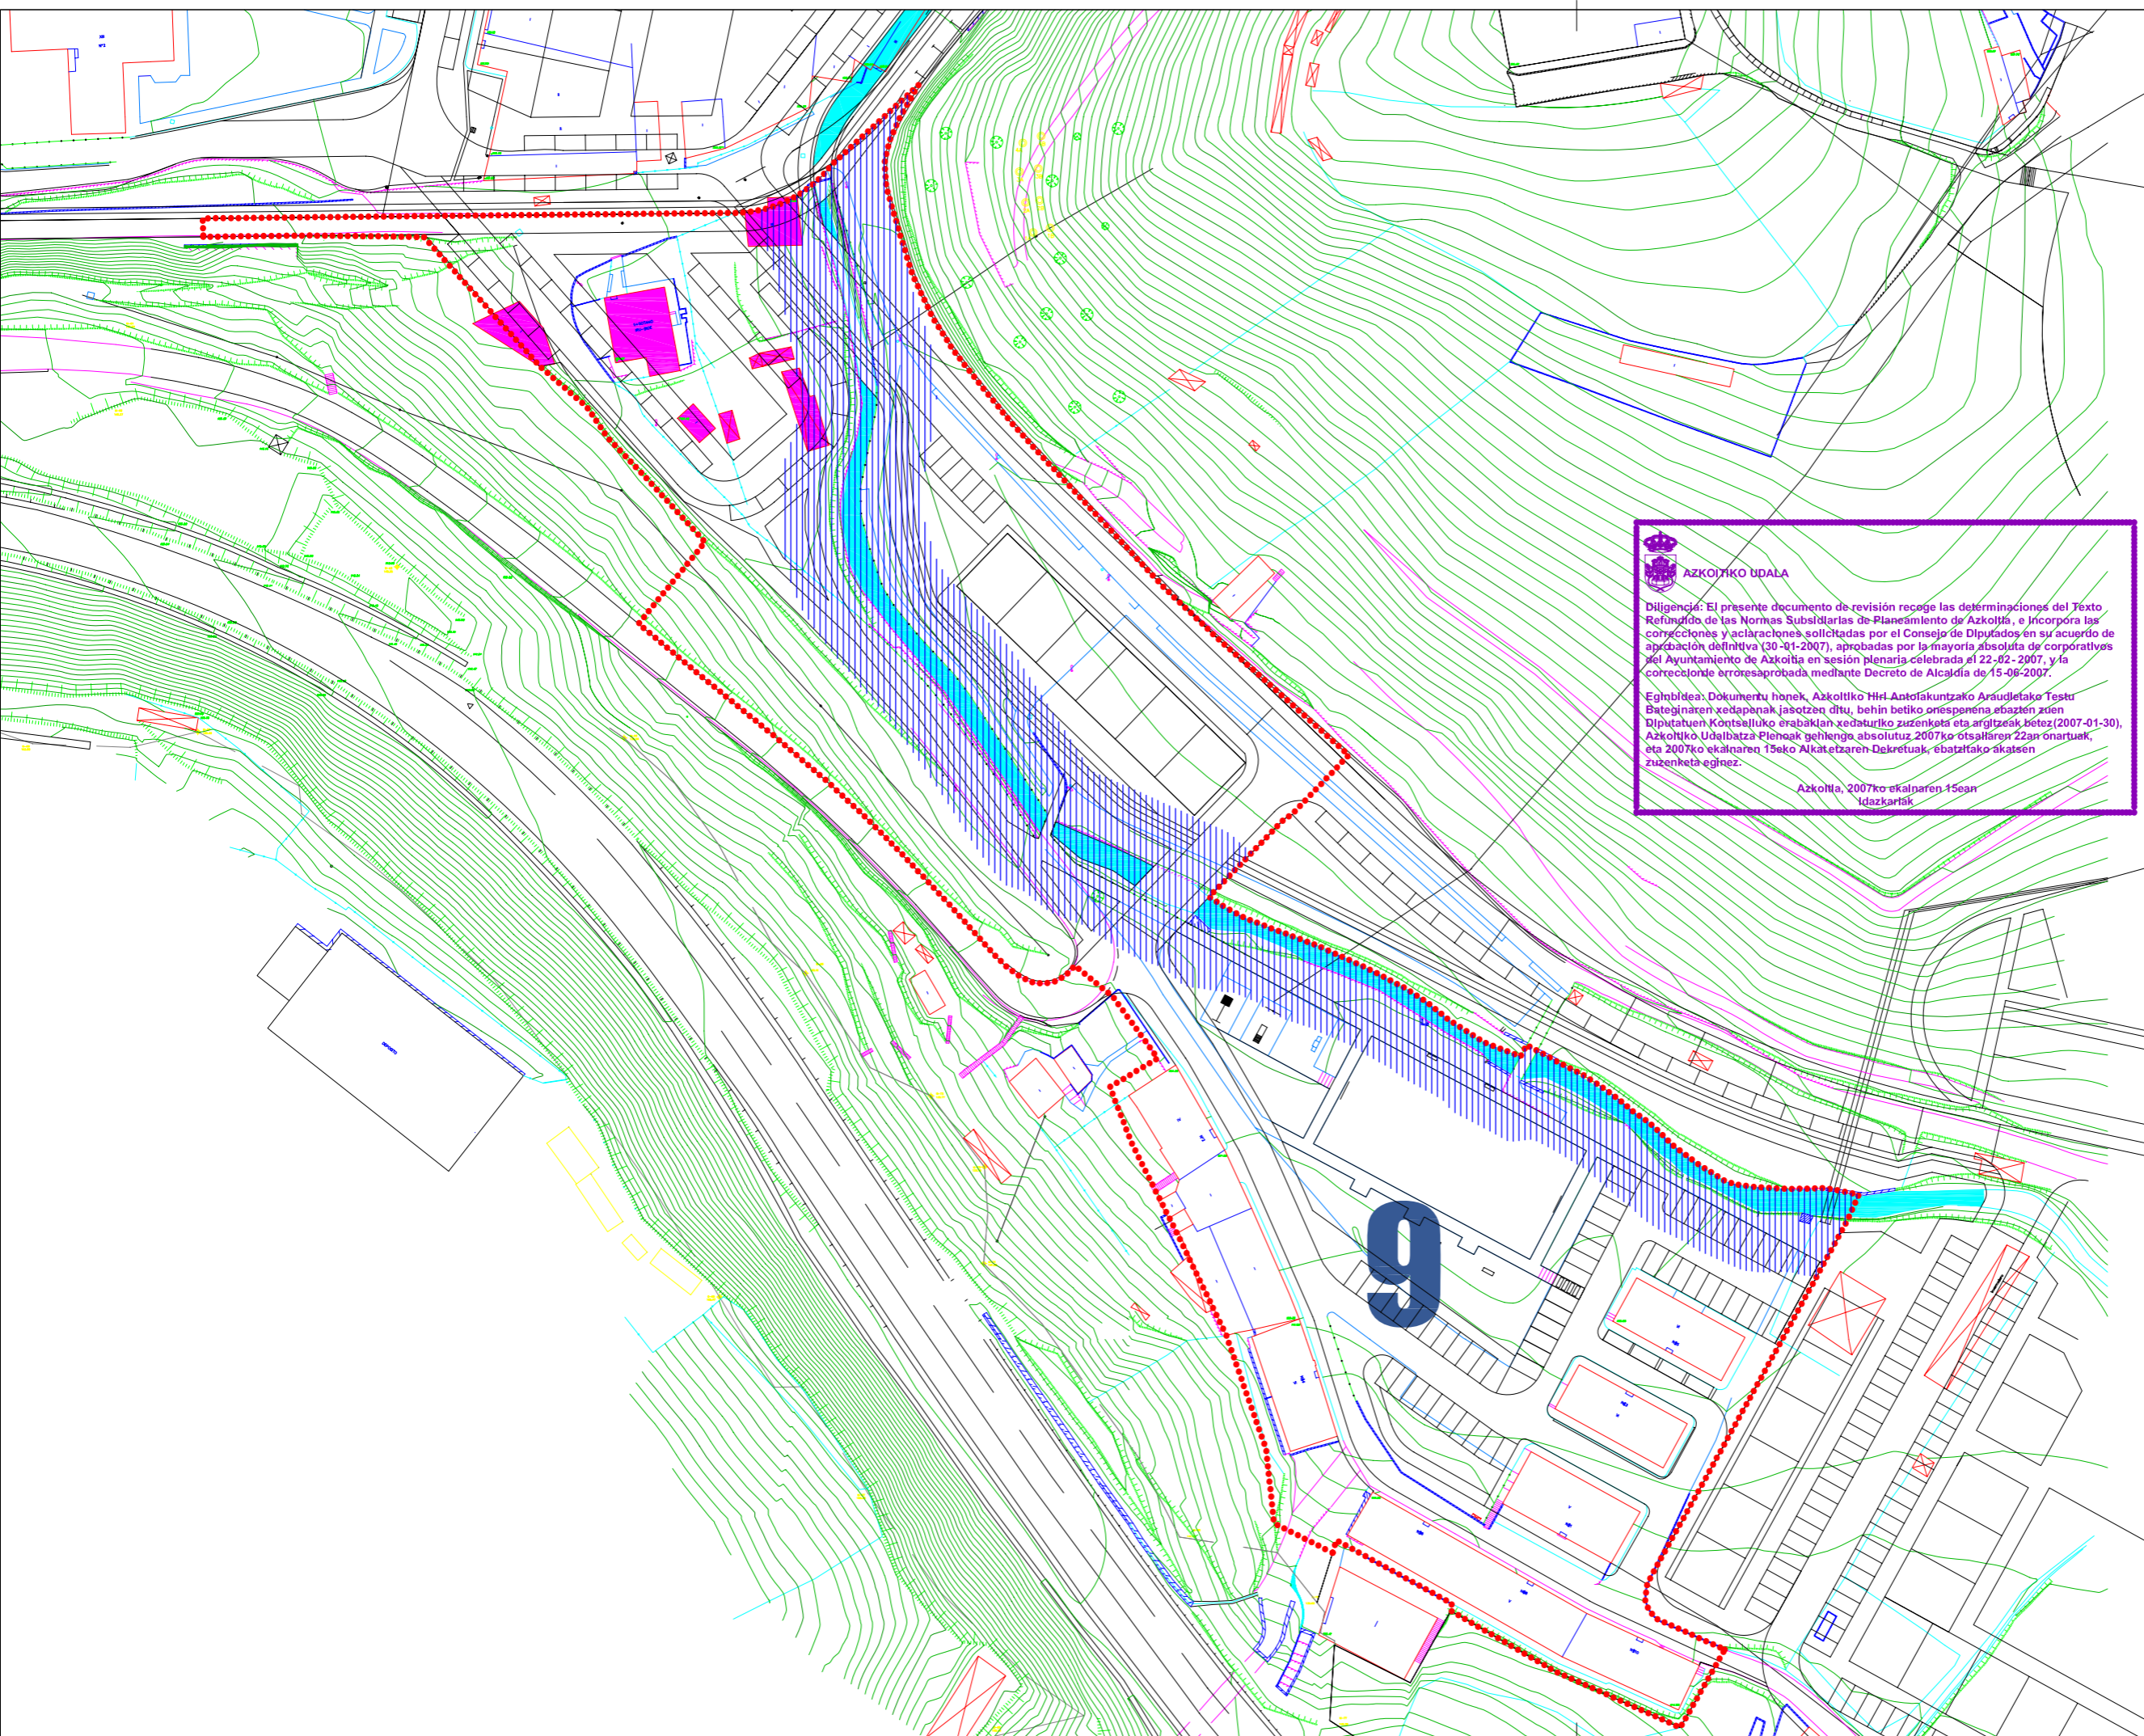 AZKOITIKO UDALA
Diligencia: El presente documento de revisión recoge las determinaciones del Texto
Refundido de las Normas Subsidiarias de Planeamiento de Azkoitia, e incorpora las
correcciones y aclaraciones solicitadas por el Consejo de Diputados en su acuerdo de
aprobación definitiva (30-01-2007), aprobadas por la mayoría absoluta de corporativos
del Ayuntamiento de Azkoitia en sesión plenaria celebrada el 22-02-2007, y la
correccionde erroresaprobada mediante Decreto de Alcaldía de 15-06-2007.
Eginbidea: Dokumentu honek, Azkoitiko Hiri Antolakuntzako Araudietako Testu
Bateginaren xedapenak jasotzen ditu, behin betiko onespenena ebazten zuen
Diputatuen Kontseiluko erabakian xedaturiko zuzenketa eta argitzeak betez(2007-01-30),
Azkoitiko Udalbatza Plenoak gehiengo absolutuz 2007ko otsailaren 22an onartuak,
eta 2007ko ekainaren 15eko Alkatetzaren Dekretuak, ebatzitako akatsen
zuzenketa eginez.
Azkoitia, 2007ko ekainaren 15ean
Idazkariak
9